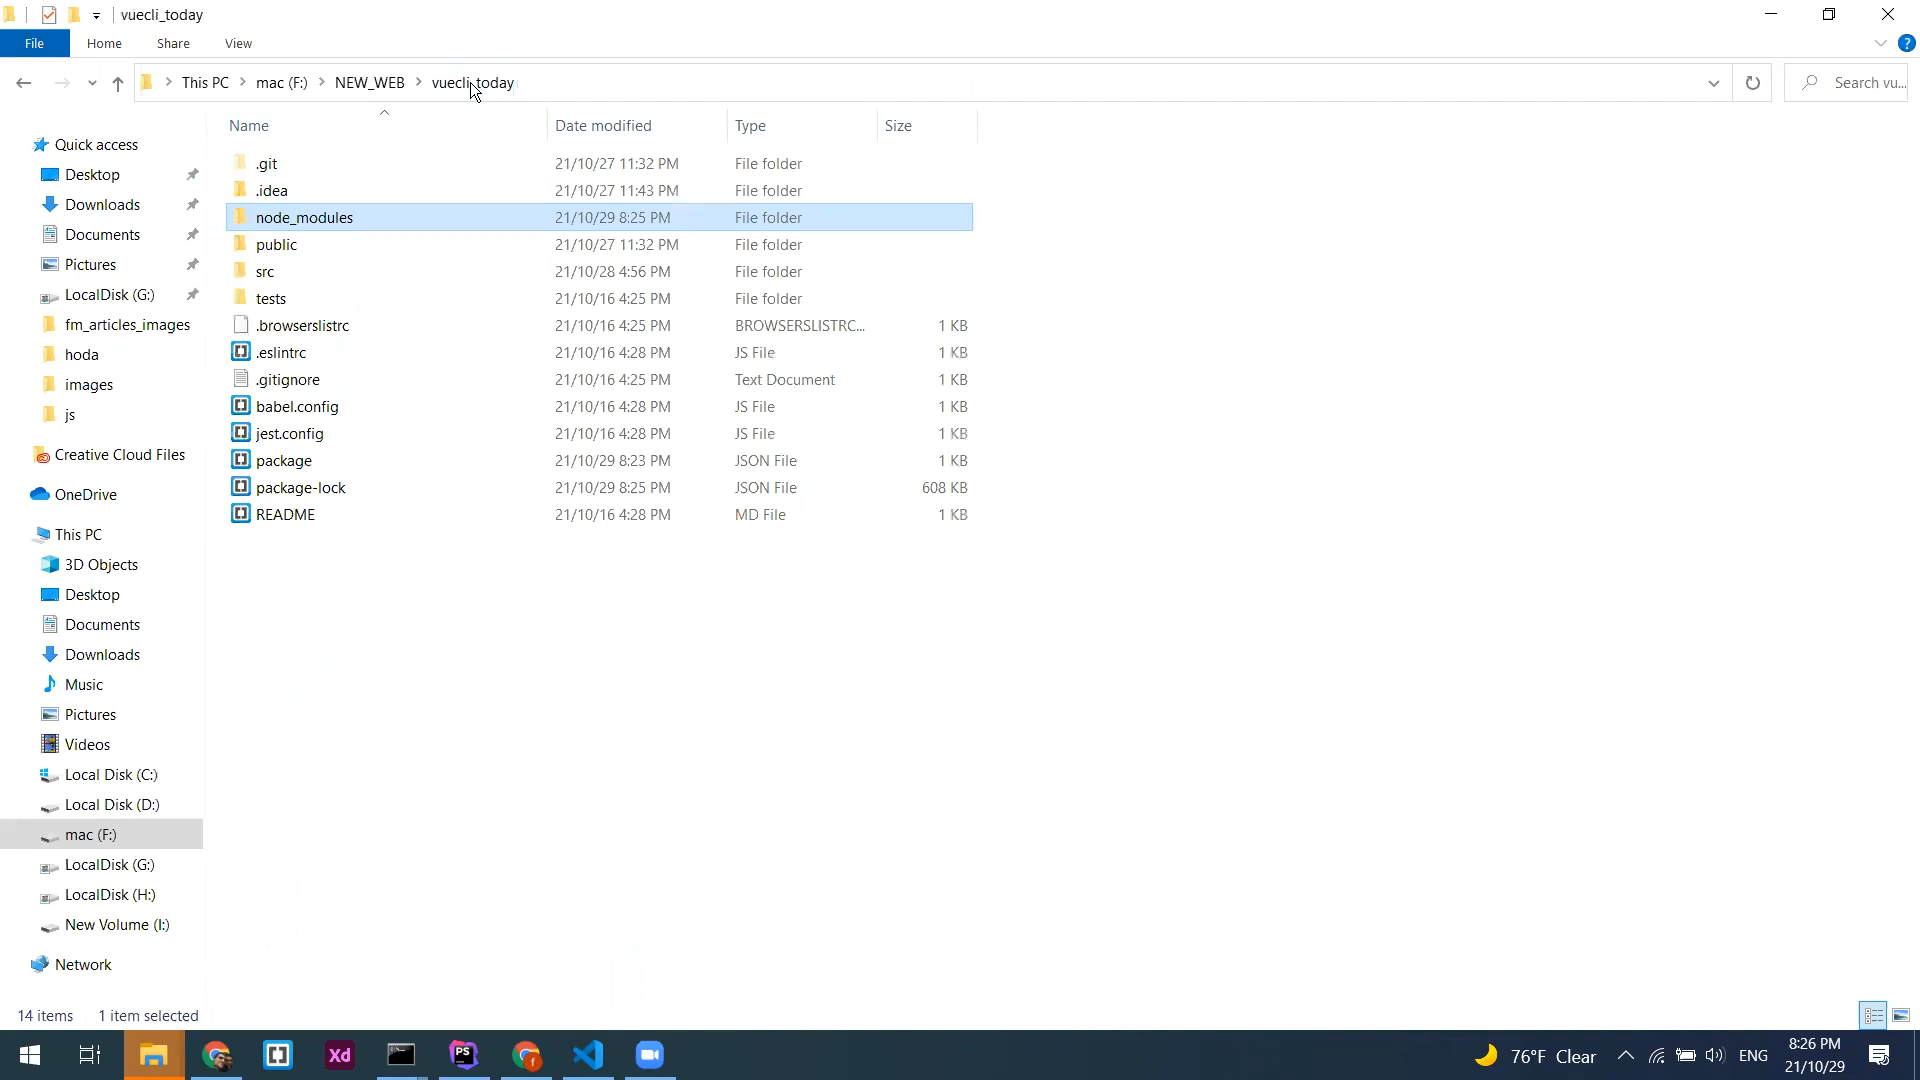 vuecli_today
File Home Share View
This PC mac (F:) NEW_WEB vuecli_today Search vu...
Name Date modified Type Size
.git 21/10/27 11:32 PM File folder
.idea 21/10/27 11:43 PM File folder
node_modules 21/10/29 8:25 PM File folder
public 21/10/27 11:32 PM File folder
src 21/10/28 4:56 PM File folder
tests 21/10/16 4:25 PM File folder
.browserslistrc 21/10/16 4:25 PM BROWSERSLISTRC... 1 KB
.eslintrc 21/10/16 4:28 PM JS File 1 KB
.gitignore 21/10/16 4:25 PM Text Document 1 KB
babel.config 21/10/16 4:28 PM JS File 1 KB
jest.config 21/10/16 4:28 PM JS File 1 KB
package 21/10/29 8:23 PM JSON File 1 KB
package-lock 21/10/29 8:25 PM JSON File 608 KB
README 21/10/16 4:28 PM MD File 1 KB
Quick access
Desktop
Downloads
Documents
Pictures
LocalDisk (G:)
fm_articles_images
hoda
images
js
Creative Cloud Files
OneDrive
This PC
3D Objects
Desktop
Documents
Downloads
Music
Pictures
Videos
Local Disk (C:)
Local Disk (D:)
mac (F:)
LocalDisk (G:)
LocalDisk (H:)
New Volume (I:)
Network
14 items 1 item selected
Xd PS 76°F Clear ENG 8:26 PM
21/10/29